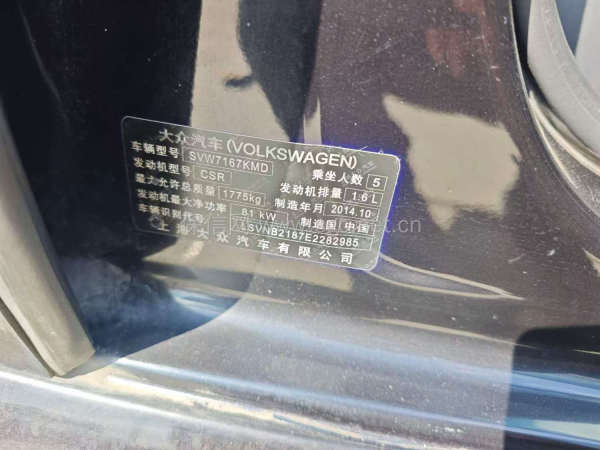 大众汽车(VOLKSWAGEN)
车辆型号 SVW7167KMD 乘坐人数 5
发动机型号 CSR 发动机排量 1.6 L
最大允许总质量 1775kg 制造年月 2014.10
发动机最大净功率 81 kW 制造国 中国
车辆识别代号 LSVNB2187E2282985
上海大众汽车有限公司